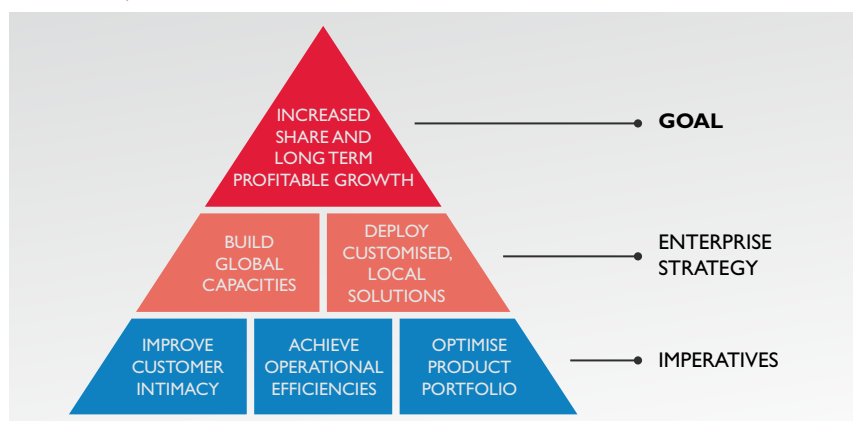 INCREASED
SHARE AND
LONG TERM
PROFITABLE GROWTH
GOAL
BUILD
GLOBAL
CAPACITIES
DEPLOY
CUSTOMISED,
LOCAL
SOLUTIONS
ENTERPRISE
STRATEGY
IMPROVE
CUSTOMER
INTIMACY
ACHIEVE
OPERATIONAL
EFFICIENCIES
OPTIMISE
PRODUCT
PORTFOLIO
IMPERATIVES